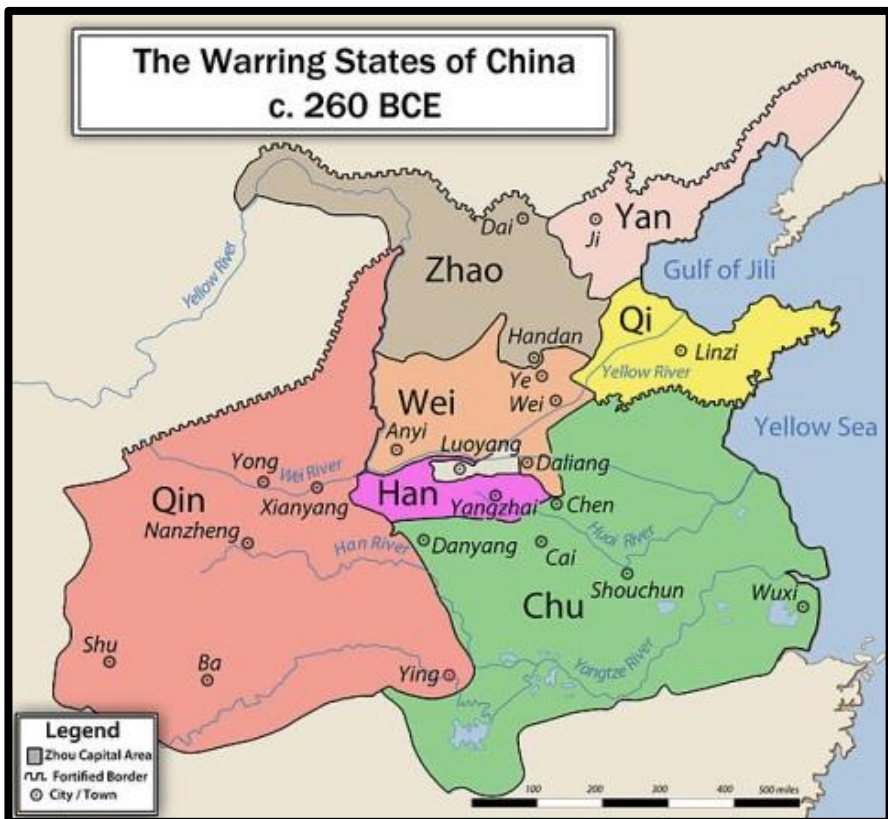 The Warring States of China
c. 260 BCE
Yan
Dai
Ji
Zhao
Gulf of Jili
Yellow River
Qi
Handan
Linzi
Ye
Yellow River
Wei
Wei
Yellow Sea
Anyi
Luoyang
Daliang
Yong
Wei River
Qin
Xianyang
Han
Yangzhai
Chen
Nanzheng
Han River
Danyang
Cai
Huai River
Shouchun
Chu
Wuxi
Shu
Ba
Ying
Yangtze River
Legend
Zhou Capital Area
Fortified Border
City / Town
100 200 300 400 500 miles